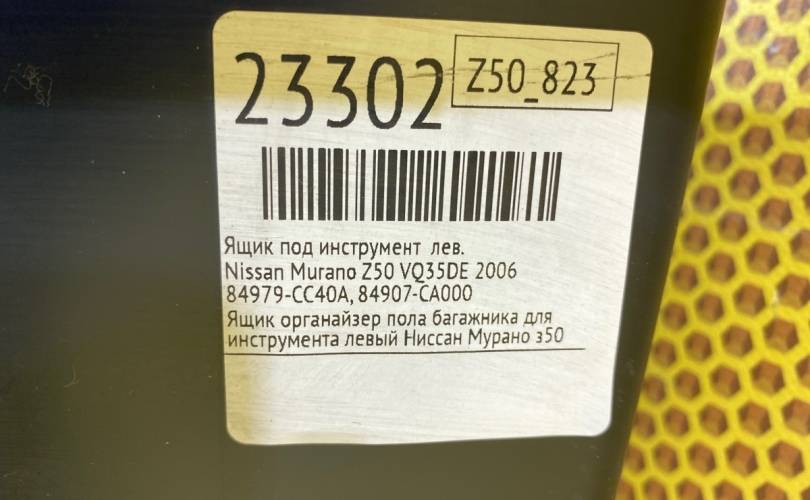 23302
Z50_823
Ящик под инструмент лев.
Nissan Murano Z50 VQ35DE 2006
84979-CC40A, 84907-CA000
Ящик органайзер пола багажника для
инструмента левый Ниссан Мурано з50